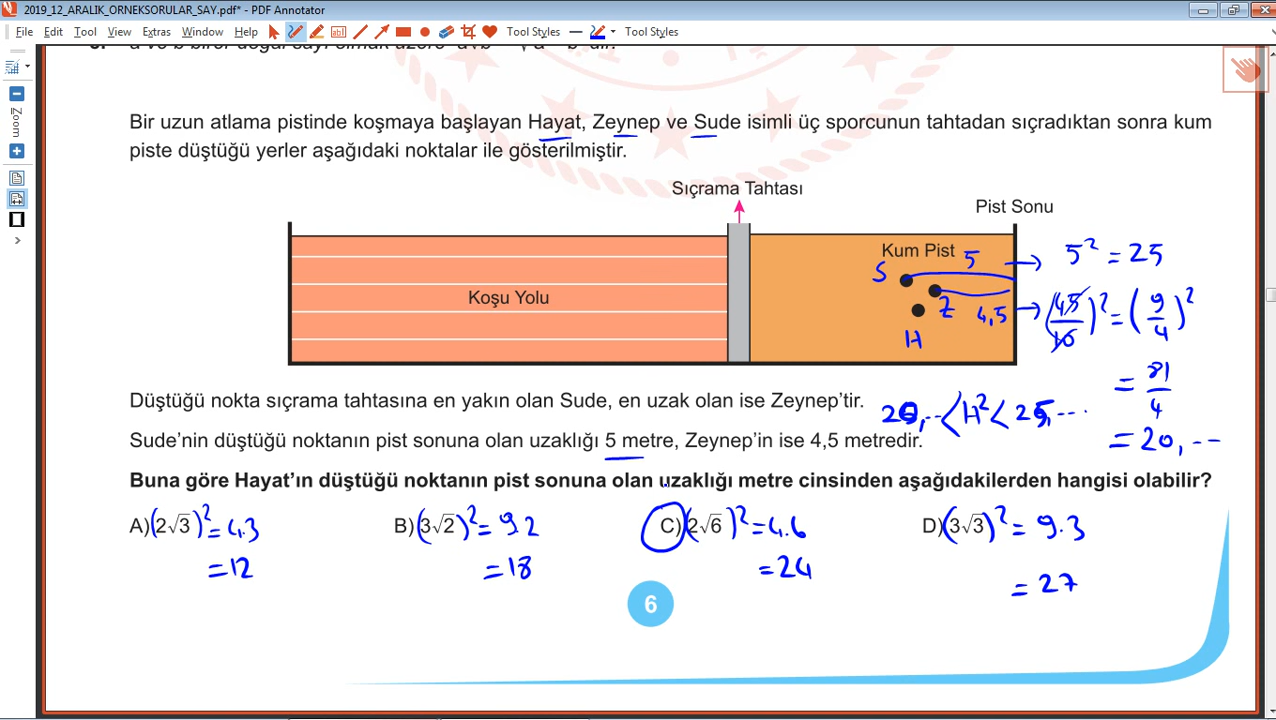 2019_12_ARALIK_ORNEKSORULAR_SAY.pdf* - PDF Annotator
File Edit Tool View Extras Window Help Tool Styles Tool Styles
Zoom
Bir uzun atlama pistinde koşmaya başlayan Hayat, Zeynep ve Sude isimli üç sporcunun tahtadan sıçradıktan sonra kum
piste düştüğü yerler aşağıdaki noktalar ile gösterilmiştir.
Sıçrama Tahtası
Pist Sonu
Kum Pist 5 → 5² = 25
S
Koşu Yolu
Z 4,5 → (45/10)² = (9/4)²
H
= 81/4
= 20,--
Düştüğü nokta sıçrama tahtasına en yakın olan Sude, en uzak olan ise Zeynep'tir.
20,-- < H² < 25,--
Sude'nin düştüğü noktanın pist sonuna olan uzaklığı 5 metre, Zeynep'in ise 4,5 metredir.
Buna göre Hayat'ın düştüğü noktanın pist sonuna olan uzaklığı metre cinsinden aşağıdakilerden hangisi olabilir?
A) (2√3)² = 4.3 B) (3√2)² = 9.2 C) (2√6)² = 4.6 D) (3√3)² = 9.3
= 12 = 18 = 24 = 27
6